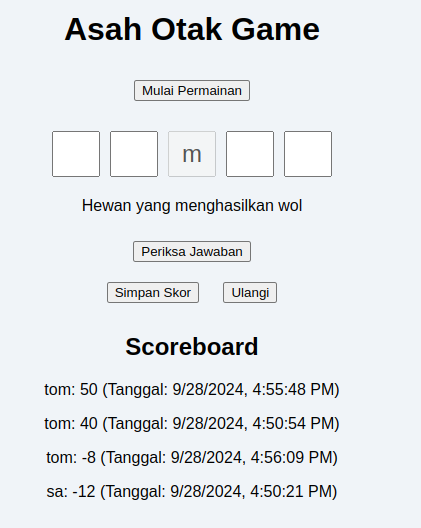 Asah Otak Game
Mulai Permainan
m
Hewan yang menghasilkan wol
Periksa Jawaban
Simpan Skor Ulangi
Scoreboard
tom: 50 (Tanggal: 9/28/2024, 4:55:48 PM)
tom: 40 (Tanggal: 9/28/2024, 4:50:54 PM)
tom: -8 (Tanggal: 9/28/2024, 4:56:09 PM)
sa: -12 (Tanggal: 9/28/2024, 4:50:21 PM)